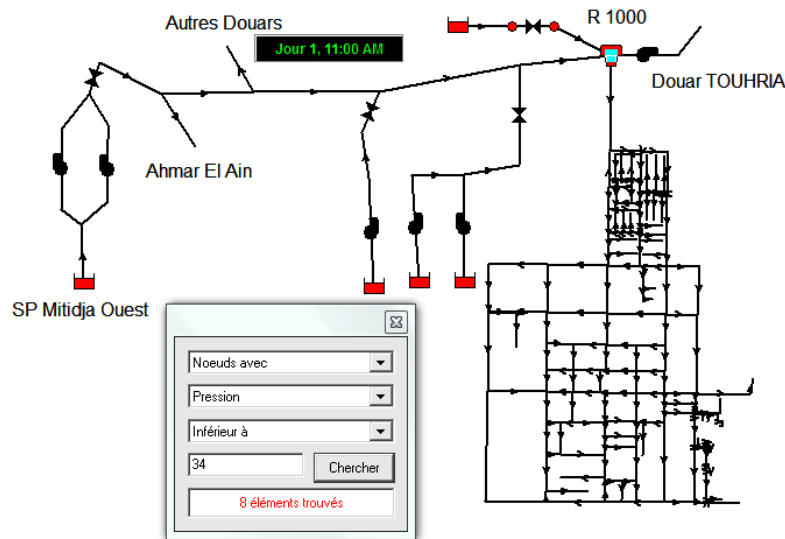 Autres Douars
R 1000
Jour 1, 11:00 AM
Douar TOUHRIA
Ahmar El Ain
SP Mitidja Ouest
Noeuds avec
Pression
Inférieur à
34
Chercher
8 éléments trouvés